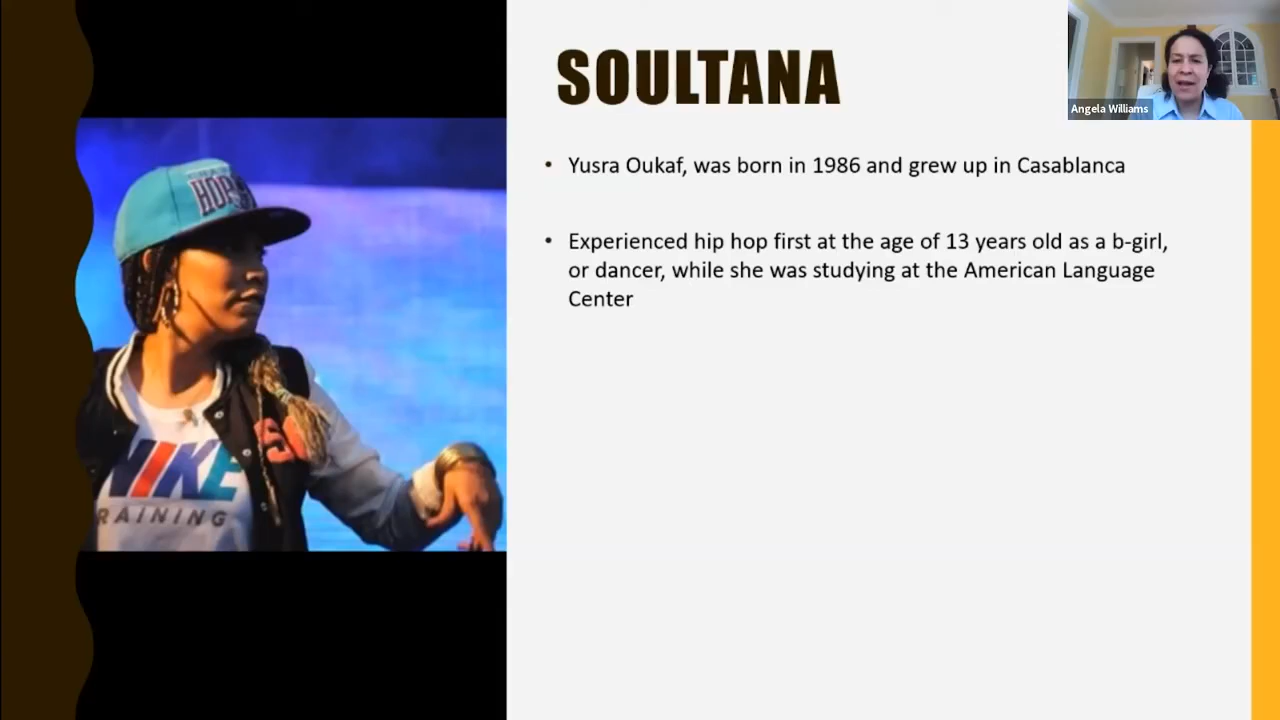 SOULTANA
Angela Williams
• Yusra Oukaf, was born in 1986 and grew up in Casablanca
• Experienced hip hop first at the age of 13 years old as a b-girl,
or dancer, while she was studying at the American Language
Center
NIKE
RAINING